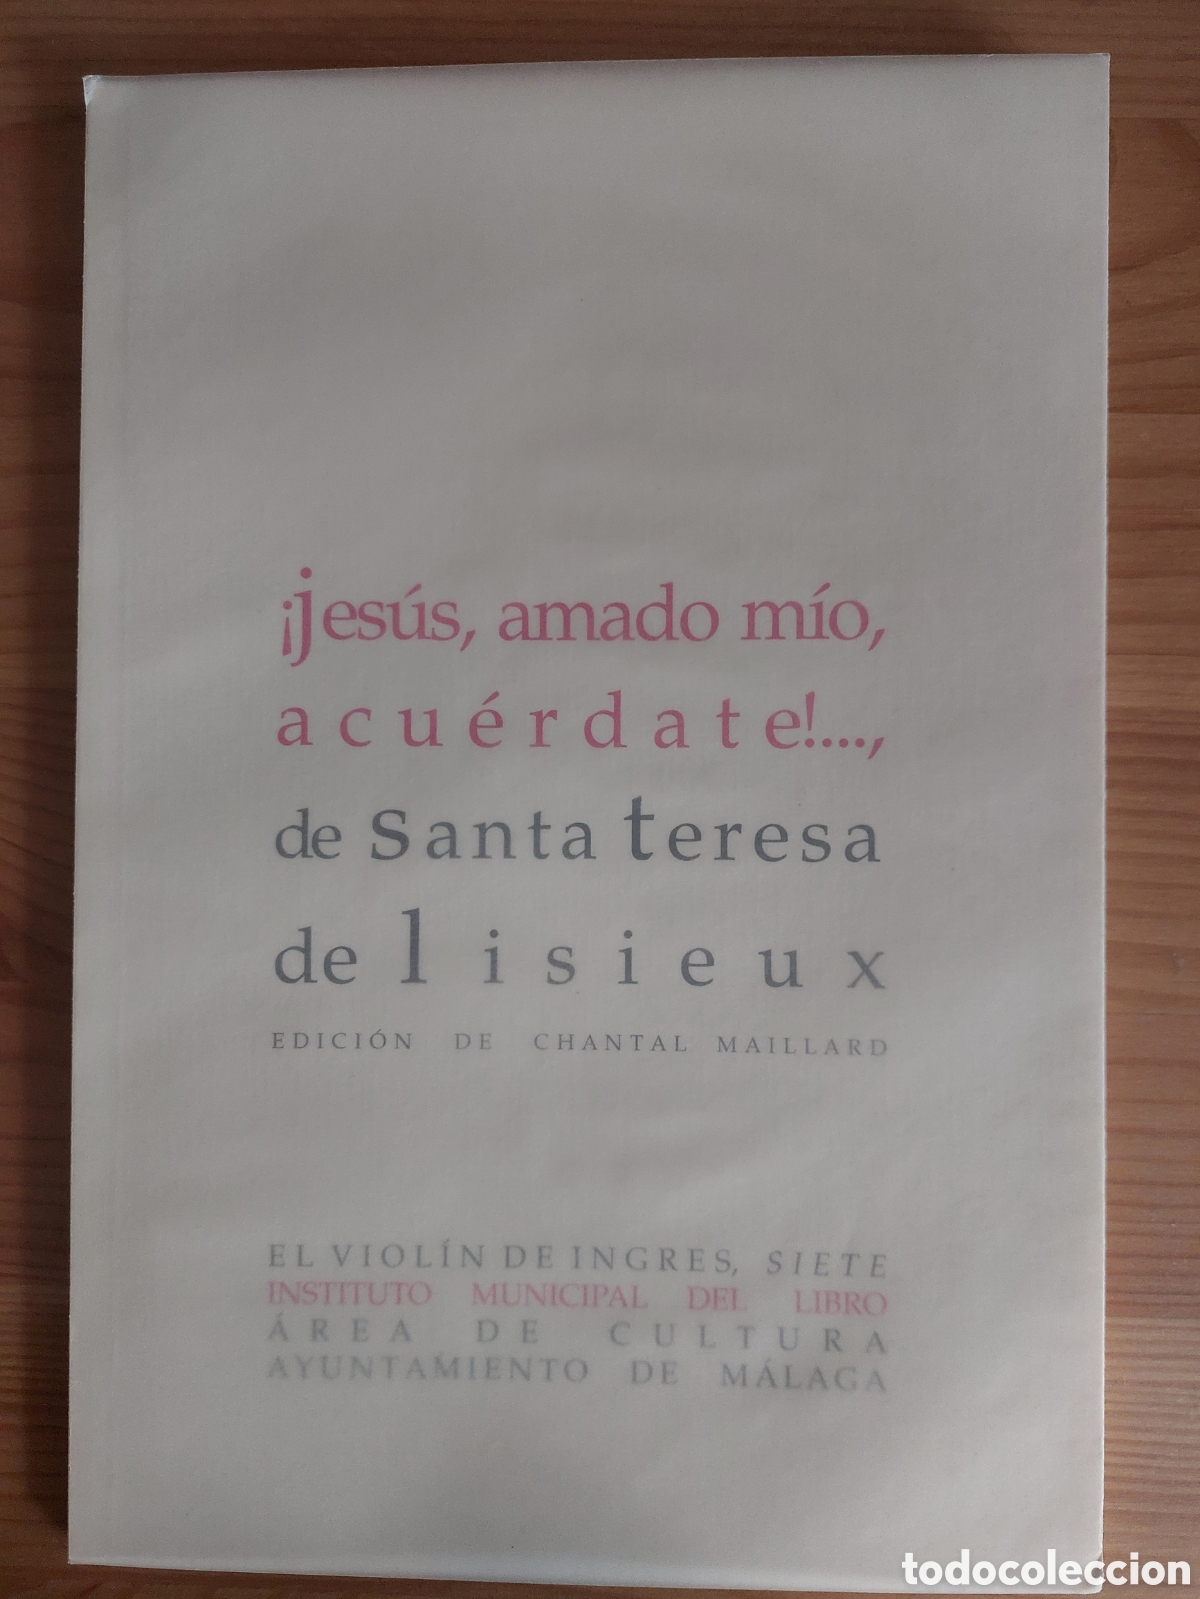 ¡jesús, amado mío,
acuérdate!....,
de santa teresa
de lisieux
EDICIÓN DE CHANTAL MAILLARD
EL VIOLÍN DE INGRES, SIETE
INSTITUTO MUNICIPAL DEL LIBRO
ÁREA DE CULTURA
AYUNTAMIENTO DE MÁLAGA
todocoleccion